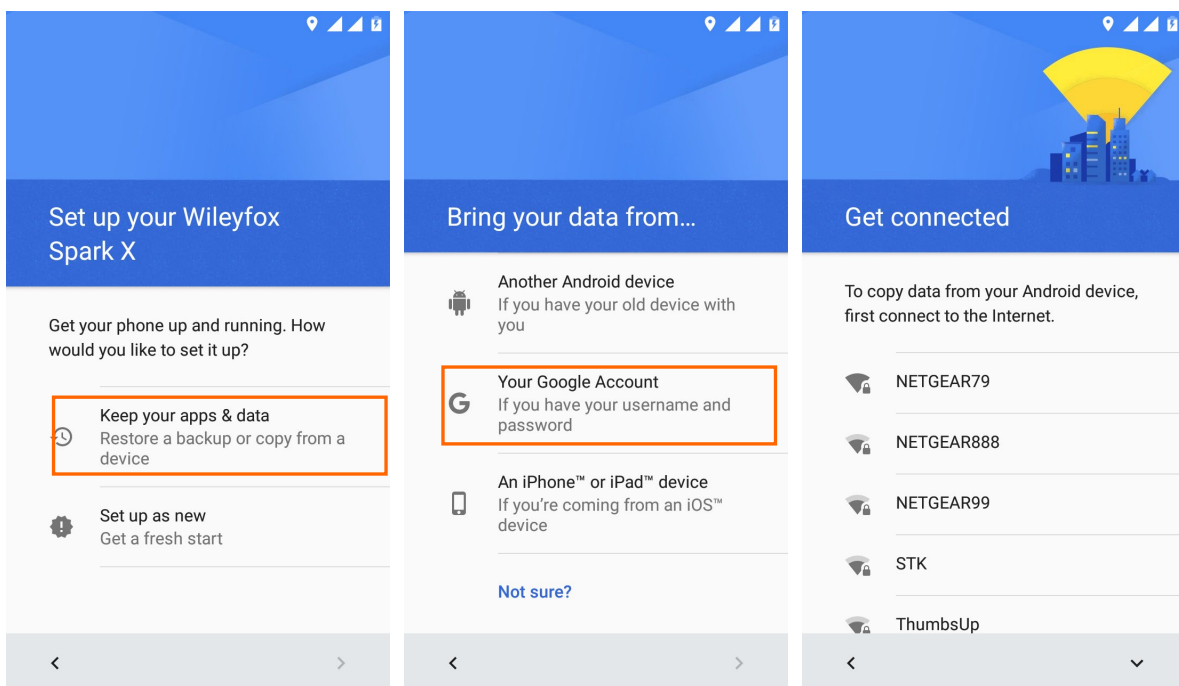 Set up your Wileyfox
Spark X
Get your phone up and running. How
would you like to set it up?
Keep your apps & data
Restore a backup or copy from a
device
Set up as new
Get a fresh start
Bring your data from…
Another Android device
If you have your old device with
you
Your Google Account
If you have your username and
password
An iPhone™ or iPad™ device
If you’re coming from an iOS™
device
Not sure?
Get connected
To copy data from your Android device,
first connect to the Internet.
NETGEAR79
NETGEAR888
NETGEAR99
STK
ThumbsUp